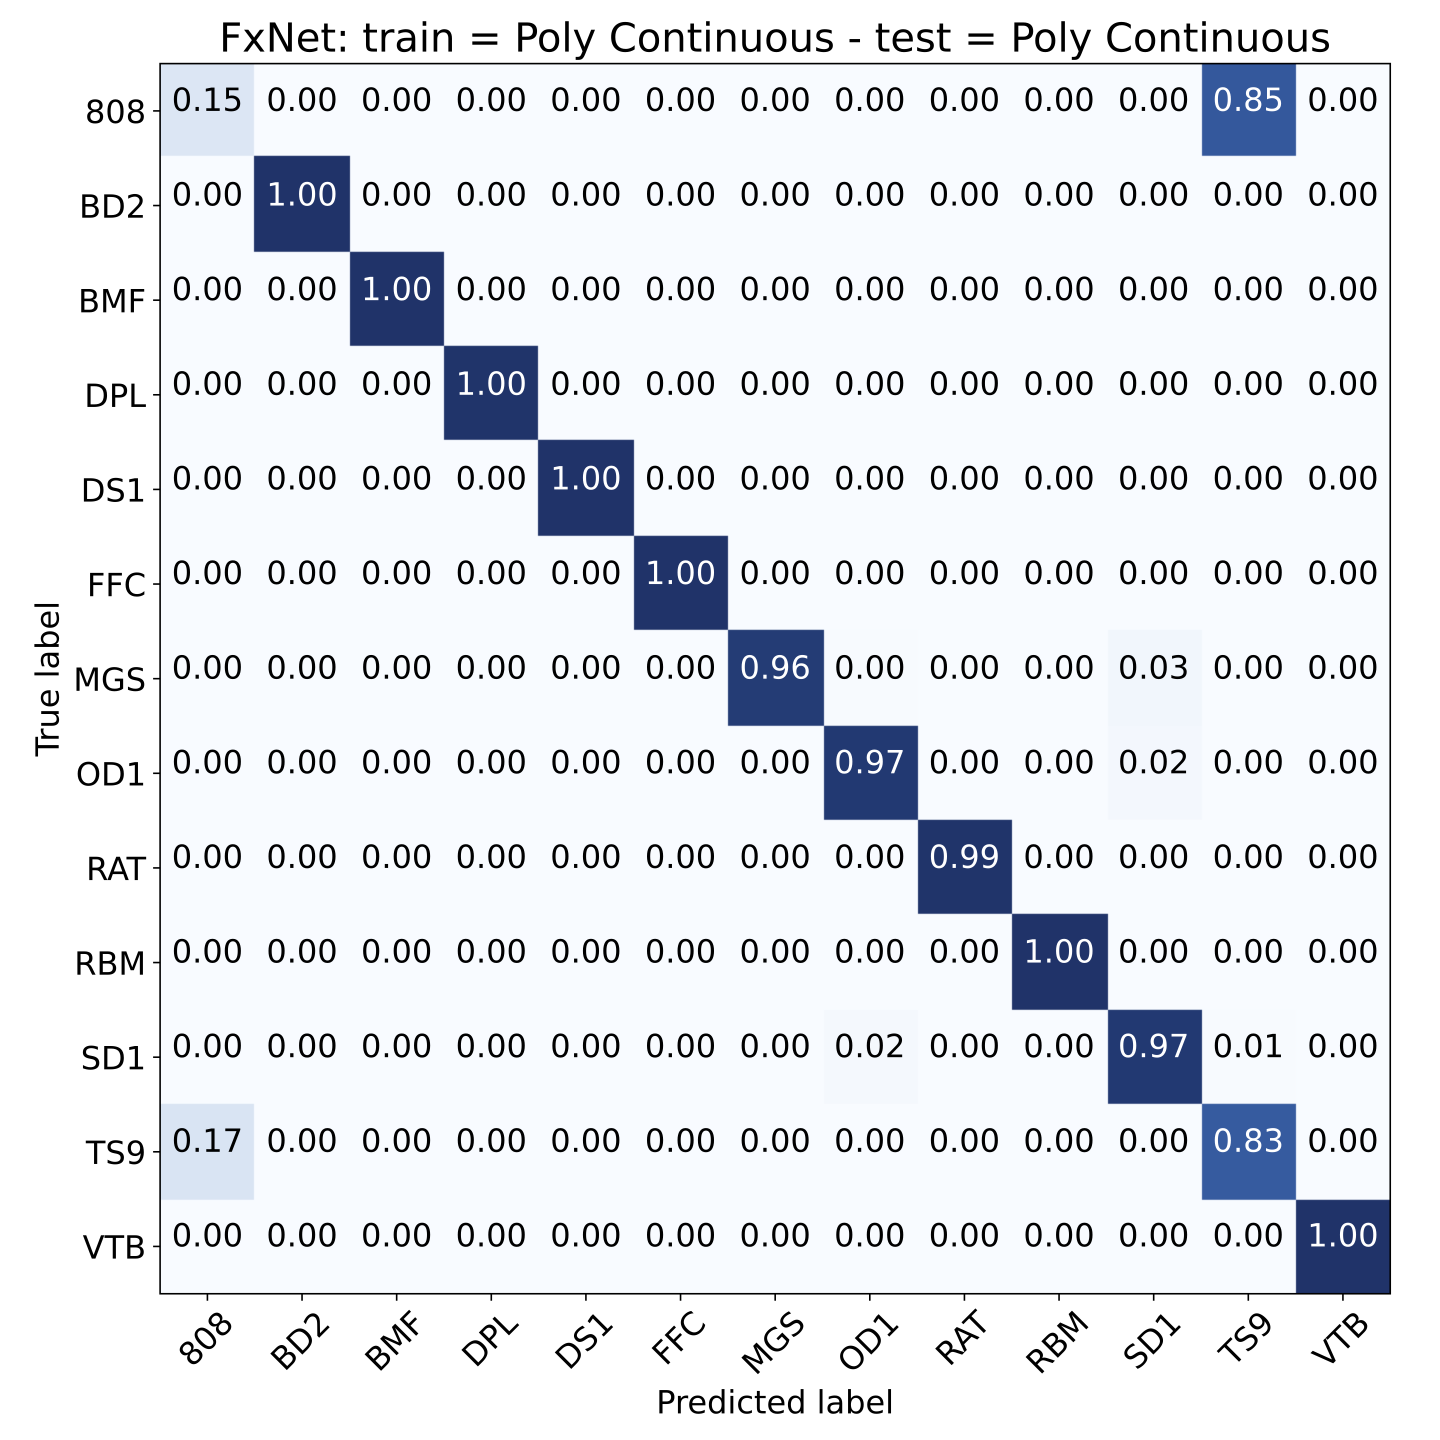 FxNet: train = Poly Continuous - test = Poly Continuous
808 0.15 0.00 0.00 0.00 0.00 0.00 0.00 0.00 0.00 0.00 0.00 0.85 0.00
BD2 0.00 1.00 0.00 0.00 0.00 0.00 0.00 0.00 0.00 0.00 0.00 0.00 0.00
BMF 0.00 0.00 1.00 0.00 0.00 0.00 0.00 0.00 0.00 0.00 0.00 0.00 0.00
DPL 0.00 0.00 0.00 1.00 0.00 0.00 0.00 0.00 0.00 0.00 0.00 0.00 0.00
DS1 0.00 0.00 0.00 0.00 1.00 0.00 0.00 0.00 0.00 0.00 0.00 0.00 0.00
FFC 0.00 0.00 0.00 0.00 0.00 1.00 0.00 0.00 0.00 0.00 0.00 0.00 0.00
MGS 0.00 0.00 0.00 0.00 0.00 0.00 0.96 0.00 0.00 0.00 0.03 0.00 0.00
OD1 0.00 0.00 0.00 0.00 0.00 0.00 0.00 0.97 0.00 0.00 0.02 0.00 0.00
RAT 0.00 0.00 0.00 0.00 0.00 0.00 0.00 0.00 0.99 0.00 0.00 0.00 0.00
RBM 0.00 0.00 0.00 0.00 0.00 0.00 0.00 0.00 0.00 1.00 0.00 0.00 0.00
SD1 0.00 0.00 0.00 0.00 0.00 0.00 0.00 0.02 0.00 0.00 0.97 0.01 0.00
TS9 0.17 0.00 0.00 0.00 0.00 0.00 0.00 0.00 0.00 0.00 0.00 0.83 0.00
VTB 0.00 0.00 0.00 0.00 0.00 0.00 0.00 0.00 0.00 0.00 0.00 0.00 1.00
True label
808 BD2 BMF DPL DS1 FFC MGS OD1 RAT RBM SD1 TS9 VTB
Predicted label